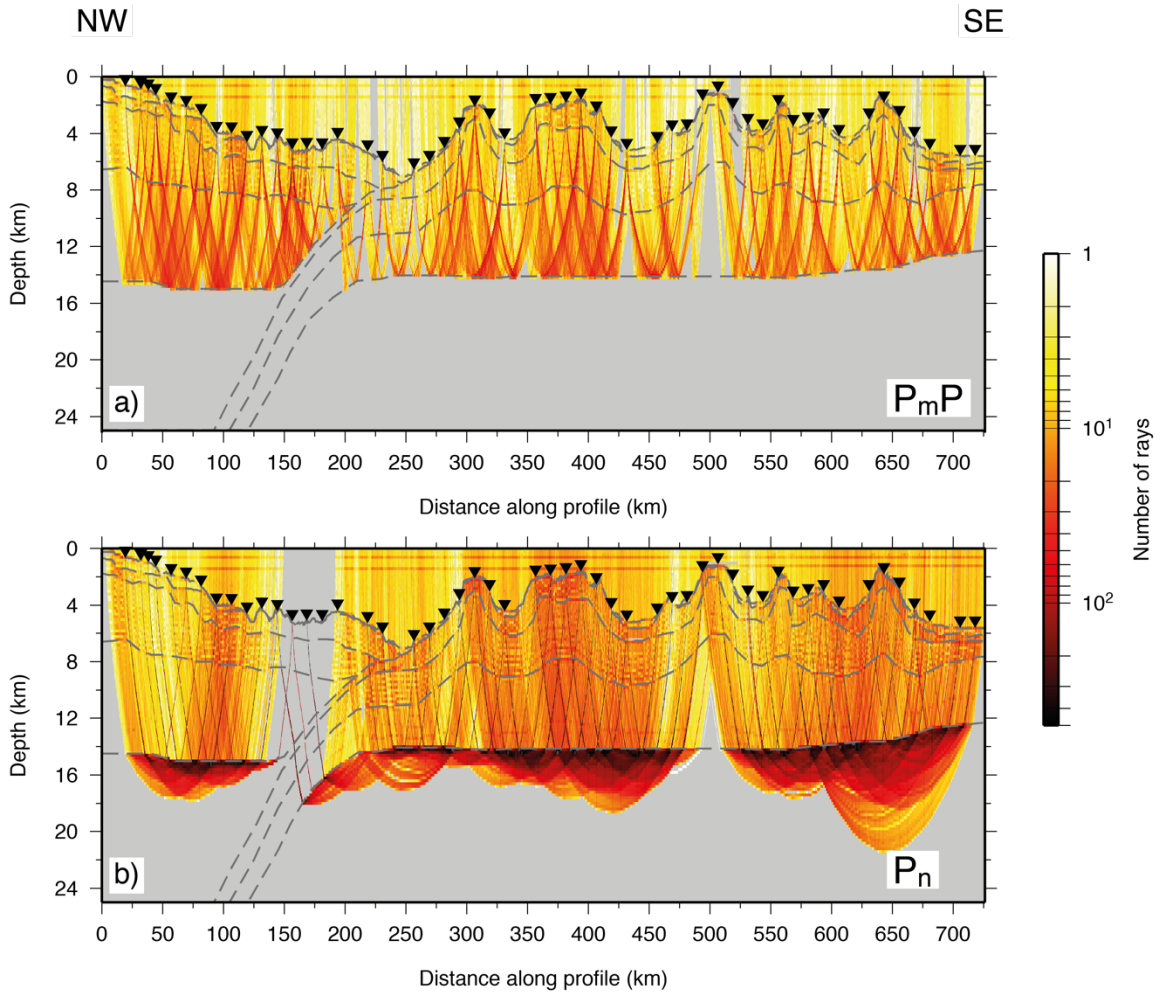 NW SE
0
4
8
12
16
20
24
Depth (km)
a)
PmP
0 50 100 150 200 250 300 350 400 450 500 550 600 650 700
Distance along profile (km)
0
4
8
12
16
20
24
Depth (km)
b)
Pn
0 50 100 150 200 250 300 350 400 450 500 550 600 650 700
Distance along profile (km)
1
10¹
10²
Number of rays